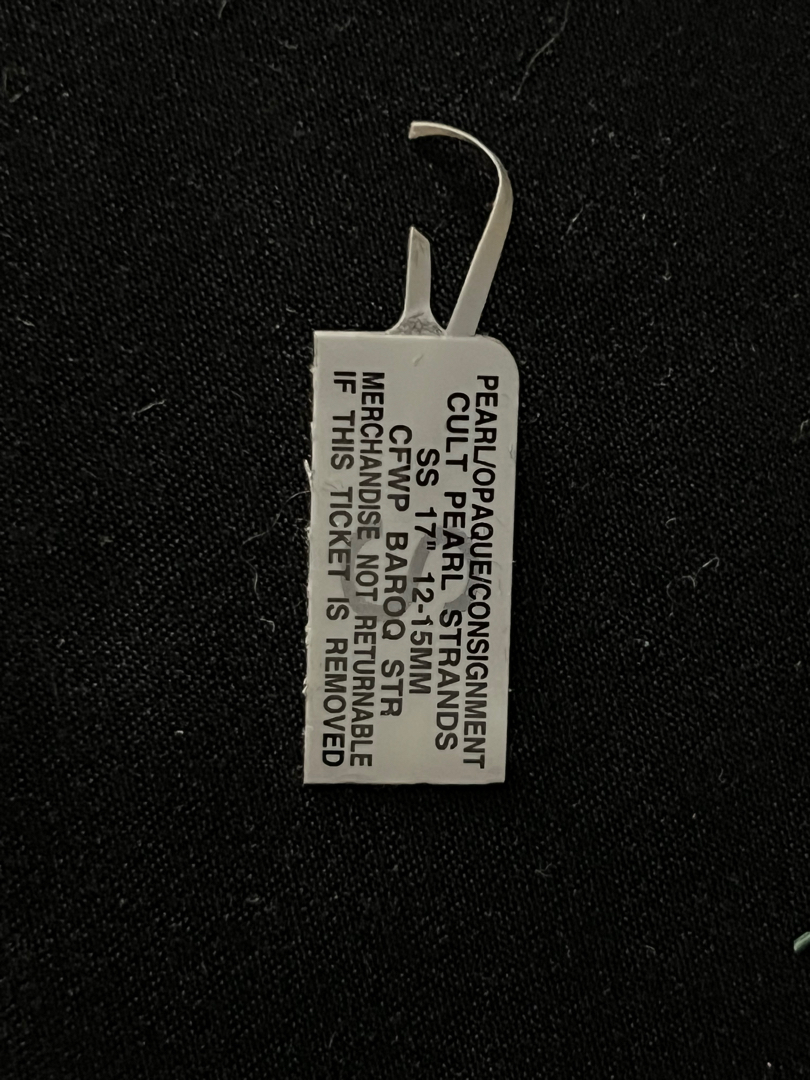 PEARL/OPAQUE/CONSIGNMENT
CULT PEARL STRANDS
SS 17" 12-15MM
CFWP BAROQ STR
MERCHANDISE NOT RETURNABLE
IF THIS TICKET IS REMOVED